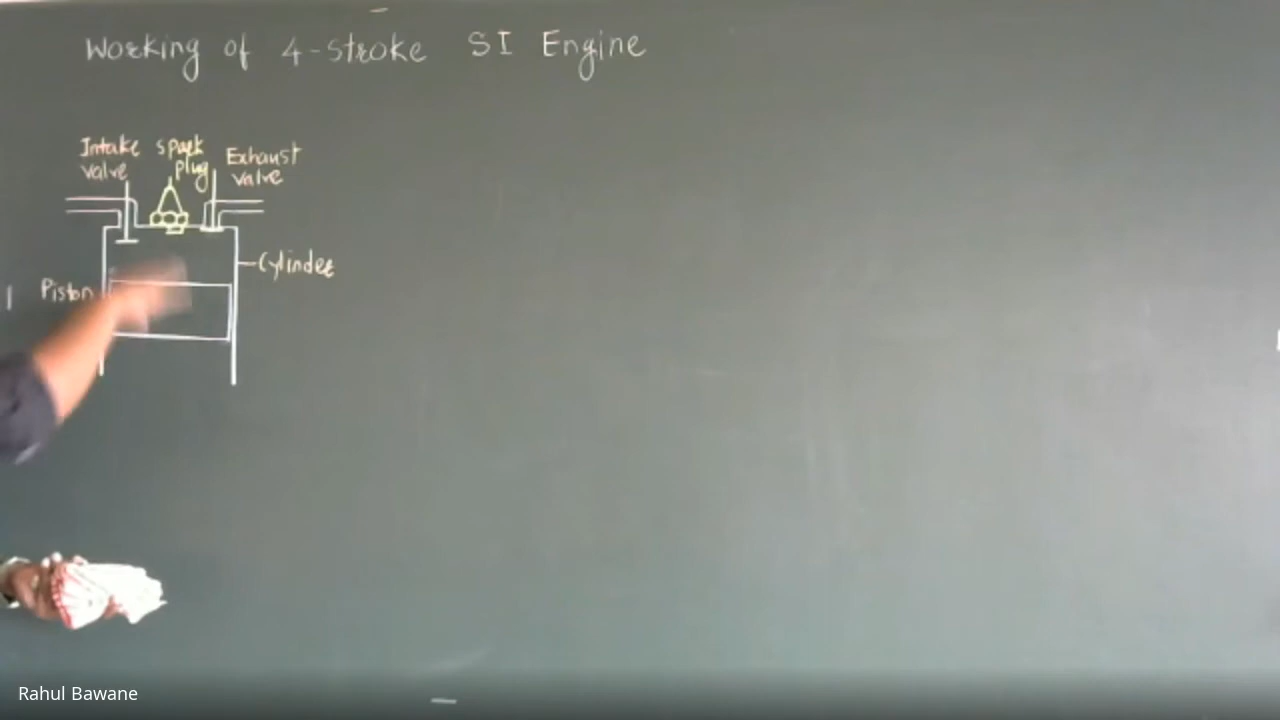 Working of 4-stroke SI Engine
Intake valve
spark plug
Exhaust valve
Cylinder
Piston
Rahul Bawane